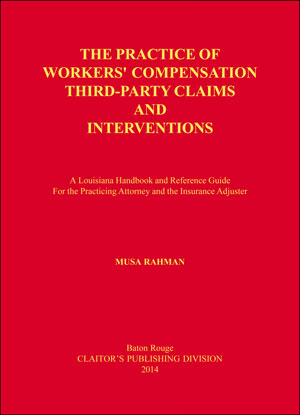 THE PRACTICE OF
WORKERS' COMPENSATION
THIRD-PARTY CLAIMS
AND
INTERVENTIONS
A Louisiana Handbook and Reference Guide
For the Practicing Attorney and the Insurance Adjuster
MUSA RAHMAN
Baton Rouge
CLAITOR'S PUBLISHING DIVISION
2014